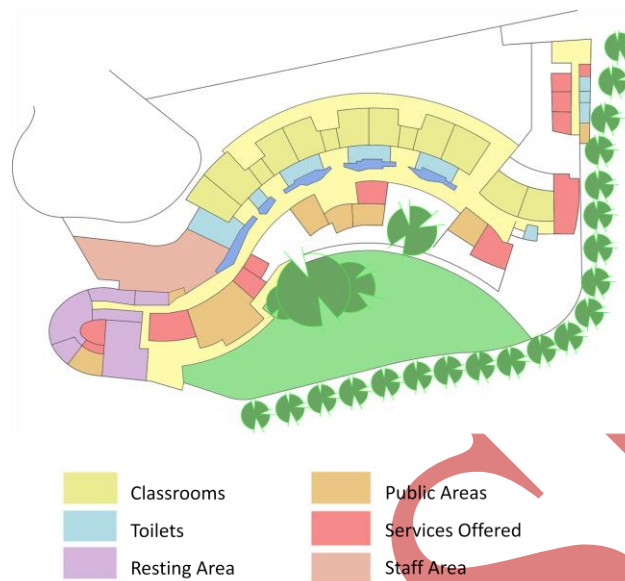 Classrooms
Public Areas
Toilets
Services Offered
Resting Area
Staff Area